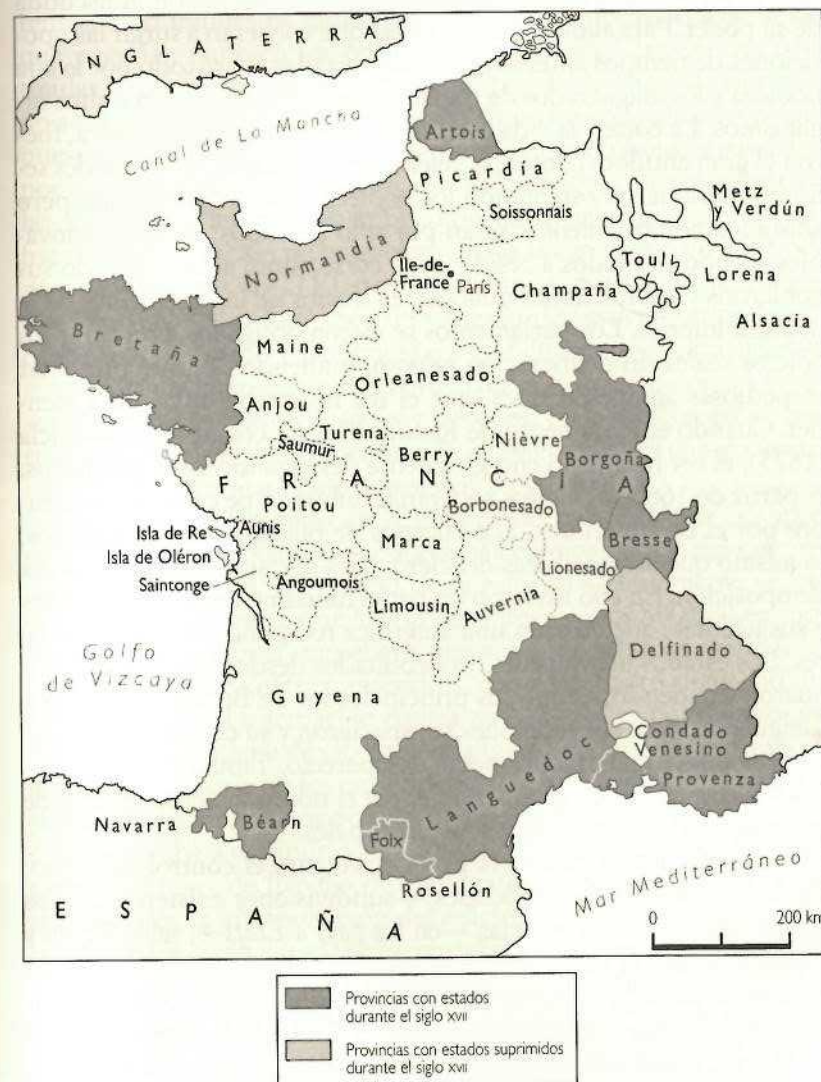 INGLATERRA
Canal de La Mancha
Artois
Picardía
Soissonnais
Metz
y Verdún
Normandía
Toul
Lorena
Ile-de-
France
París
Champaña
Alsacia
Bretaña
Maine
Orleanesado
Anjou
Turena
Nièvre
Saumur
Berry
Borgoña
FRANCIA
Poitou
Borbonesado
Isla de Re
Aunis
Isla de Oléron
Marca
Bresse
Saintonge
Angoumois
Lionesado
Limousin
Auvernia
Golfo
de Vizcaya
Delfinado
Guyena
Condado
Venesino
Languedoc
Provenza
Navarra
Béarn
Foix
Rosellón
Mar Mediterráneo
ESPAÑA
0 200 km
Provincias con estados
durante el siglo XVII
Provincias con estados suprimidos
durante el siglo XVII